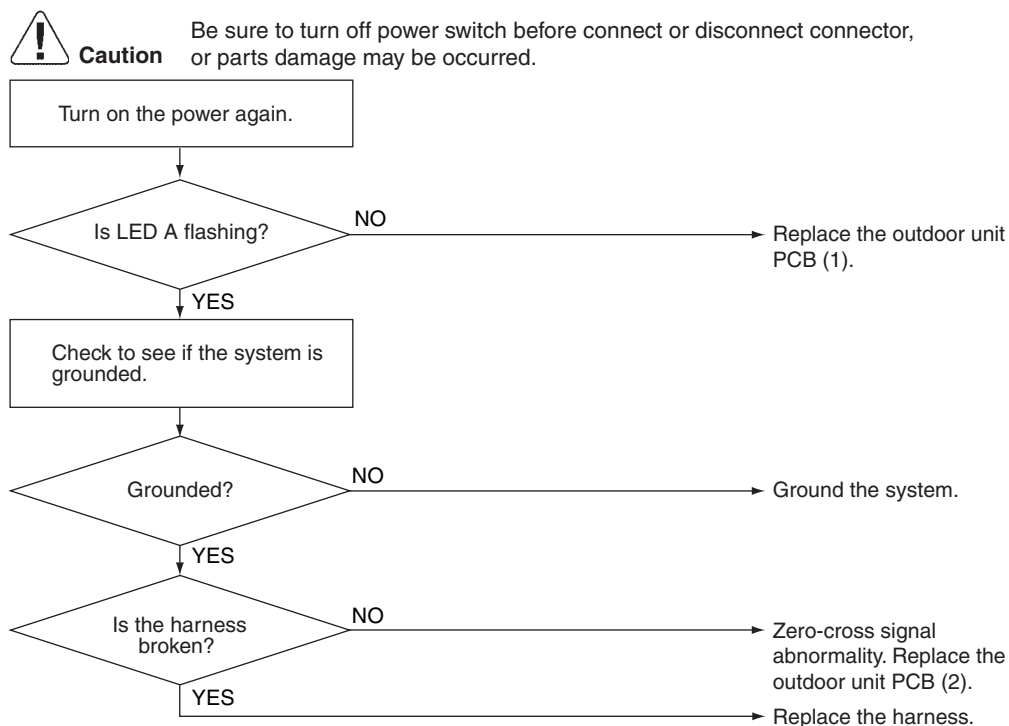 Caution
Be sure to turn off power switch before connect or disconnect connector,
or parts damage may be occurred.
Turn on the power again.
Is LED A flashing?
NO
Replace the outdoor unit
PCB (1).
YES
Check to see if the system is
grounded.
Grounded?
NO
Ground the system.
YES
Is the harness
broken?
NO
Zero-cross signal
abnormality. Replace the
outdoor unit PCB (2).
YES
Replace the harness.